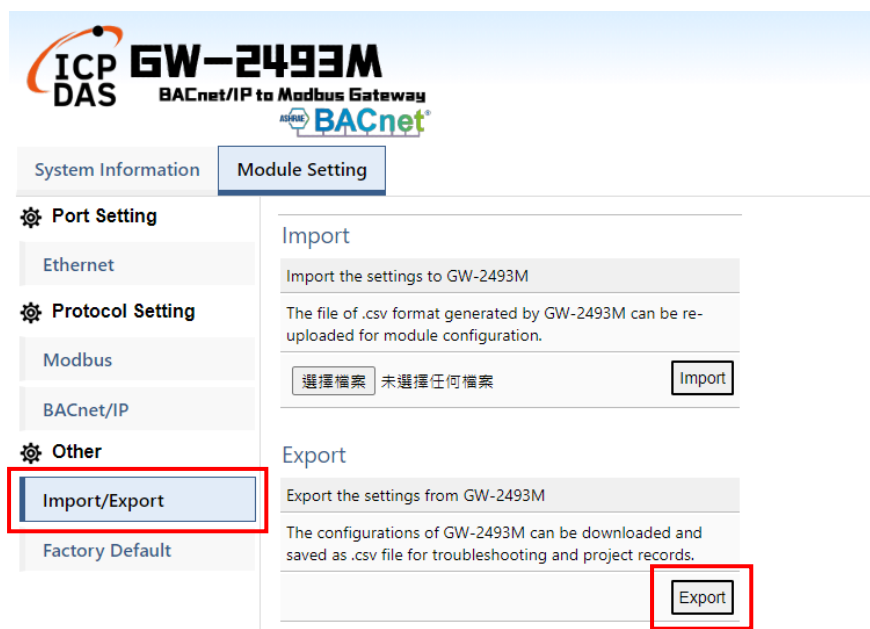 ICP
DAS
GW-2493M
BACnet/IP to Modbus Gateway
ASHRAE BACnet®
System Information
Module Setting
Port Setting
Ethernet
Protocol Setting
Modbus
BACnet/IP
Other
Import/Export
Factory Default
Import
Import the settings to GW-2493M
The file of .csv format generated by GW-2493M can be re-
uploaded for module configuration.
選擇檔案 未選擇任何檔案
Import
Export
Export the settings from GW-2493M
The configurations of GW-2493M can be downloaded and
saved as .csv file for troubleshooting and project records.
Export